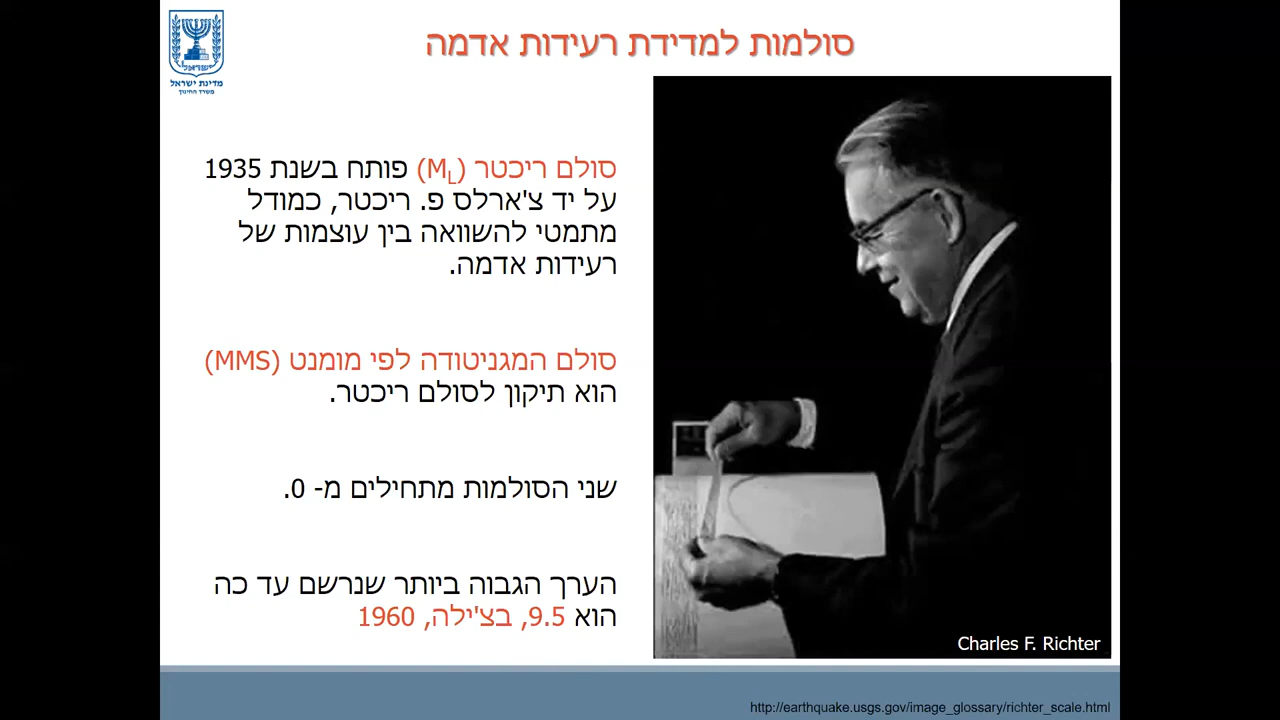 סולמות למדידת רעידות אדמה
מדינת ישראל
משרד החינוך
סולם ריכטר (ML) פותח בשנת 1935
על יד צ'ארלס פ. ריכטר, כמודל
מתמטי להשוואה בין עוצמות של
רעידות אדמה.
סולם המגניטודה לפי מומנט (MMS)
הוא תיקון לסולם ריכטר.
שני הסולמות מתחילים מ- 0.
הערך הגבוה ביותר שנרשם עד כה
הוא 9.5, בצ'ילה, 1960
Charles F. Richter
http://earthquake.usgs.gov/image_glossary/richter_scale.html